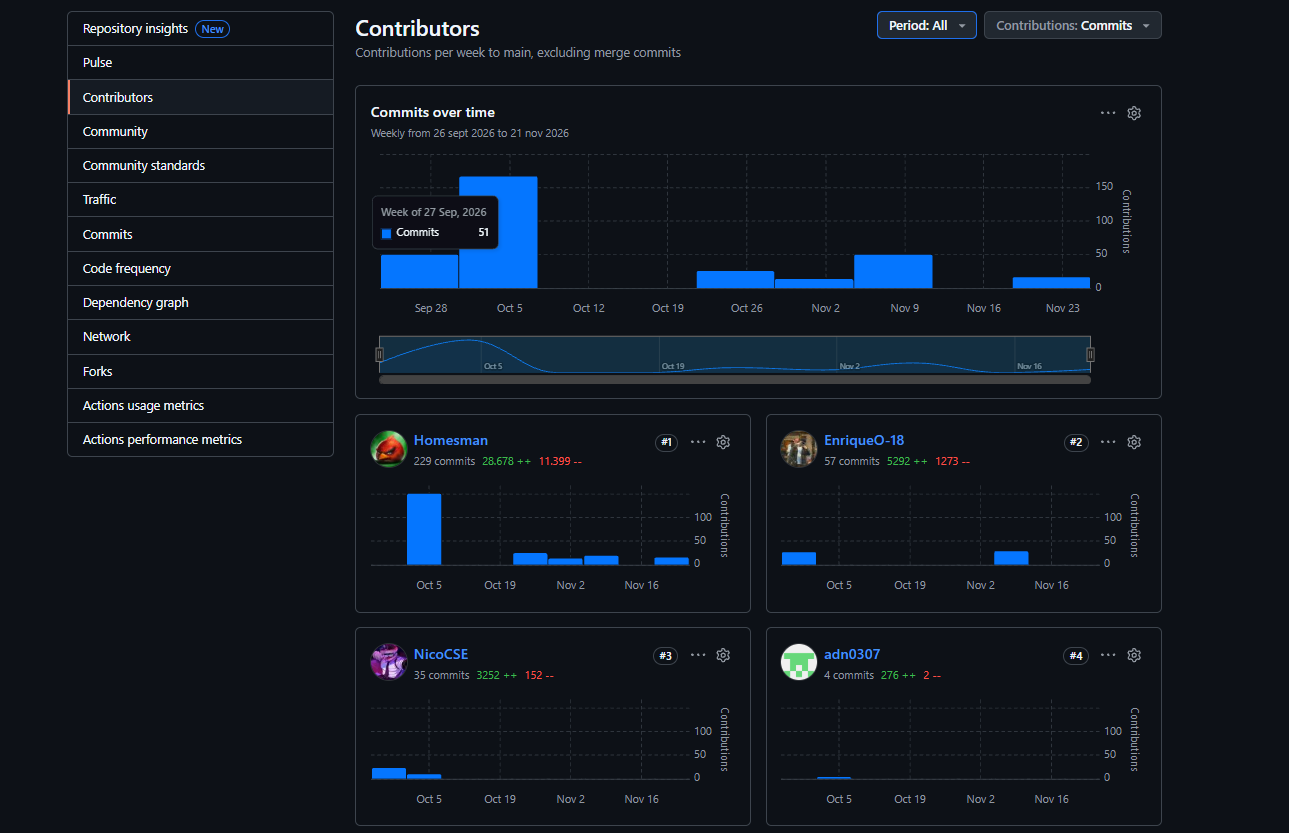 Repository insights New
Pulse
Contributors
Community
Community standards
Traffic
Commits
Code frequency
Dependency graph
Network
Forks
Actions usage metrics
Actions performance metrics
Contributors
Contributions per week to main, excluding merge commits
Period: All
Contributions: Commits
Commits over time
Weekly from 26 sept 2026 to 21 nov 2026
Week of 27 Sep, 2026
Commits 51
150
100
50
0
Contributions
Sep 28 Oct 5 Oct 12 Oct 19 Oct 26 Nov 2 Nov 9 Nov 16 Nov 23
Oct 5 Oct 19 Nov 2 Nov 16
Homesman #1
229 commits 28.678 ++ 11.399 --
100
50
0
Contributions
Oct 5 Oct 19 Nov 2 Nov 16
EnriqueO-18 #2
57 commits 5292 ++ 1273 --
100
50
0
Contributions
Oct 5 Oct 19 Nov 2 Nov 16
NicoCSE #3
35 commits 3252 ++ 152 --
100
50
0
Contributions
Oct 5 Oct 19 Nov 2 Nov 16
adn0307 #4
4 commits 276 ++ 2 --
100
50
0
Contributions
Oct 5 Oct 19 Nov 2 Nov 16